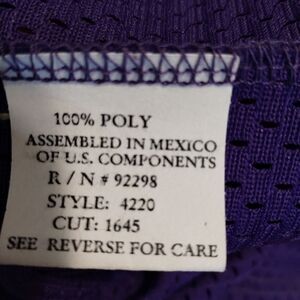 100% POLY
ASSEMBLED IN MEXICO
OF U.S. COMPONENTS
R / N # 92298
STYLE: 4220
CUT: 1645
SEE REVERSE FOR CARE